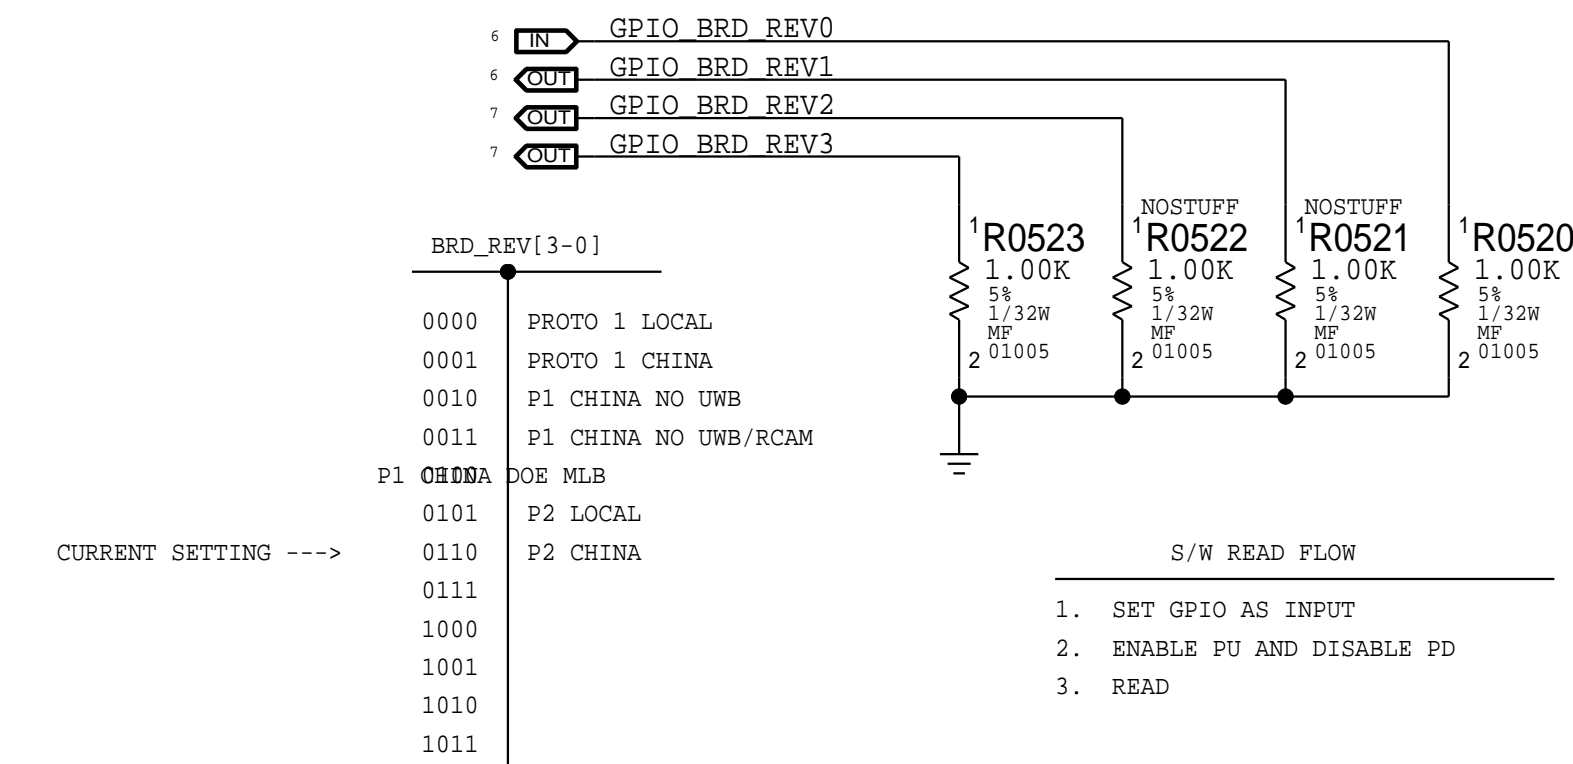 6 IN GPIO_BRD_REV0
6 OUT GPIO_BRD_REV1
7 OUT GPIO_BRD_REV2
7 OUT GPIO_BRD_REV3
NOSTUFF NOSTUFF
1 R0523 1 R0522 1 R0521 1 R0520
1.00K 1.00K 1.00K 1.00K
5% 5% 5% 5%
1/32W 1/32W 1/32W 1/32W
MF MF MF MF
2 01005 2 01005 2 01005 2 01005
BRD_REV[3-0]
0000 PROTO 1 LOCAL
0001 PROTO 1 CHINA
0010 P1 CHINA NO UWB
0011 P1 CHINA NO UWB/RCAM
0100 P1 CHINA DOE MLB
0101 P2 LOCAL
CURRENT SETTING ---> 0110 P2 CHINA
0111
1000
1001
1010
1011
S/W READ FLOW
1. SET GPIO AS INPUT
2. ENABLE PU AND DISABLE PD
3. READ